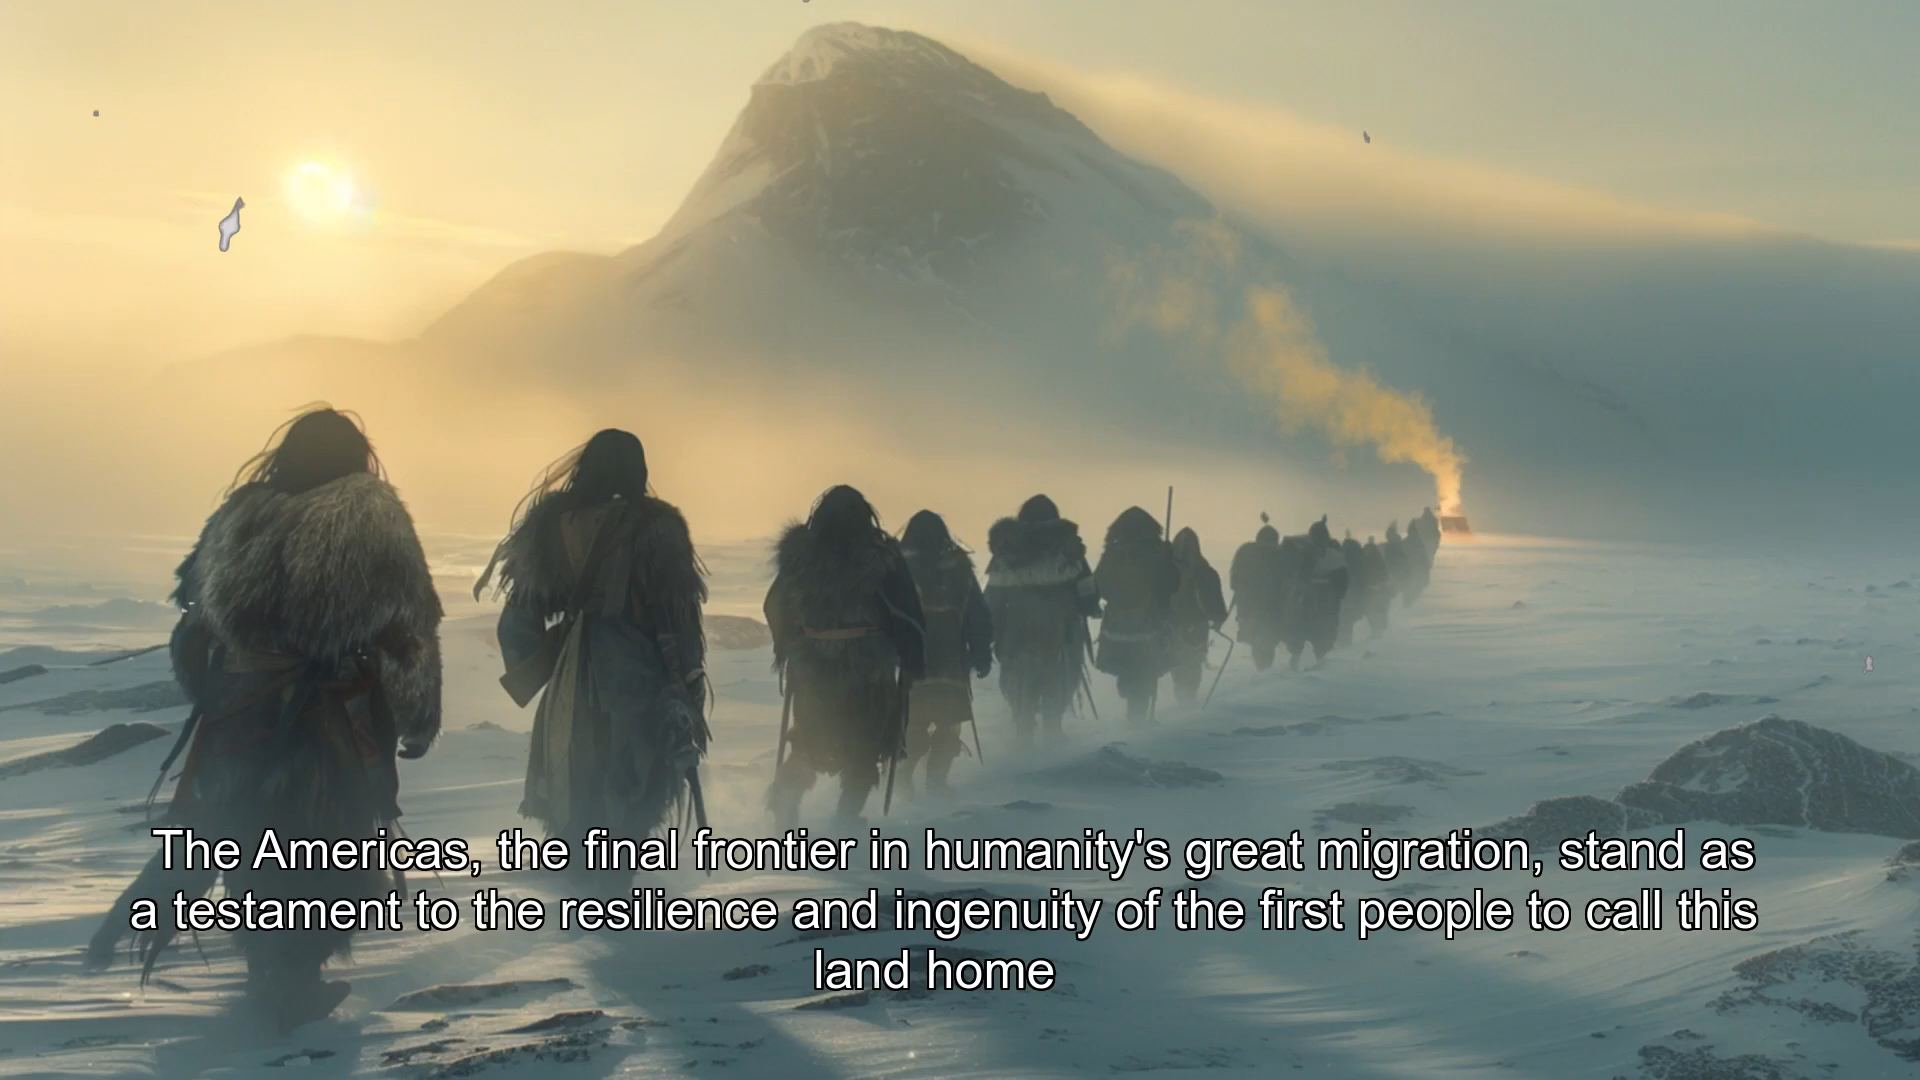 The Americas, the final frontier in humanity's great migration, stand as
a testament to the resilience and ingenuity of the first people to call this
land home